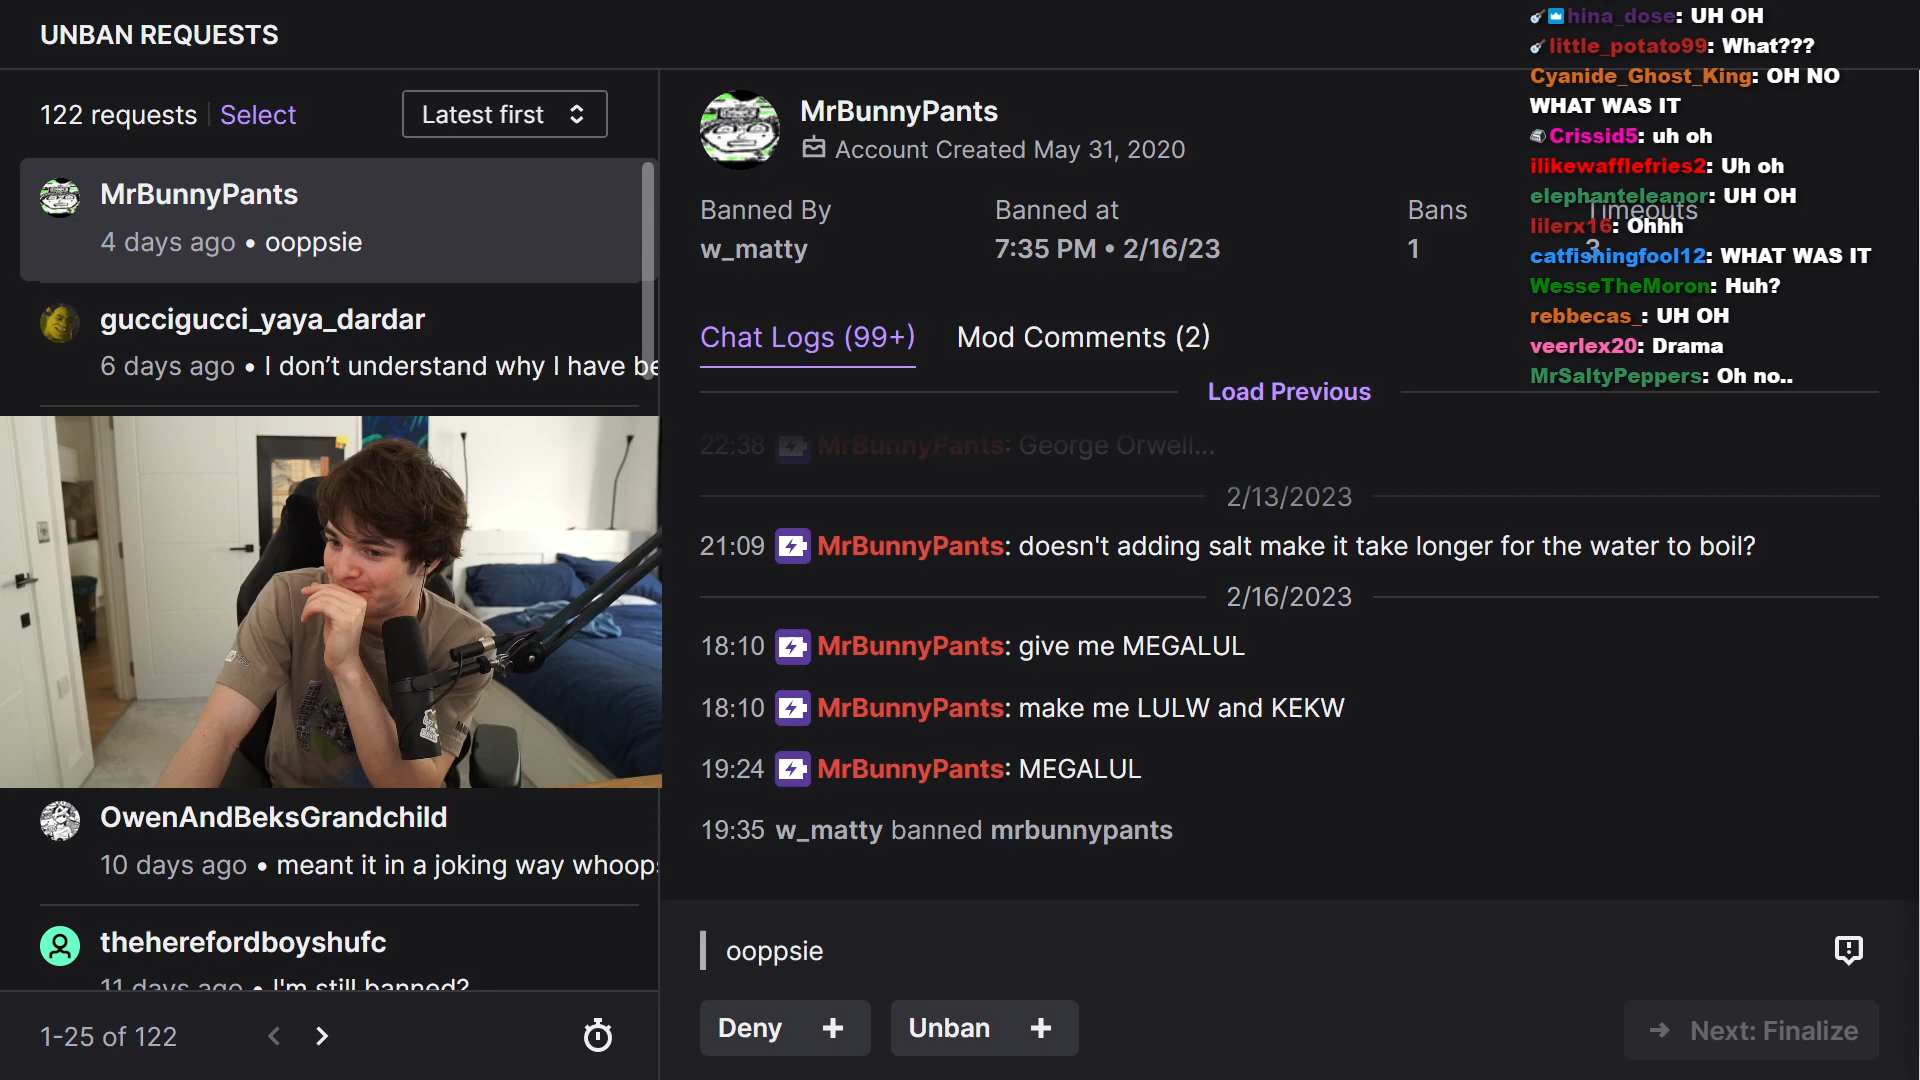 UNBAN REQUESTS
122 requests
Select
Latest first
MrBunnyPants
4 days ago • ooppsie
guccigucci_yaya_dardar
6 days ago • I don't understand why I have be
OwenAndBeksGrandchild
10 days ago • meant it in a joking way whoops
theherefordboyshufc
11 days ago • I'm still banned?
1-25 of 122
MrBunnyPants
Account Created May 31, 2020
Banned By
w_matty
Banned at
7:35 PM • 2/16/23
Bans
1
Timeouts
3
Chat Logs (99+)
Mod Comments (2)
Load Previous
22:38 MrBunnyPants: George Orwell...
2/13/2023
21:09 MrBunnyPants: doesn't adding salt make it take longer for the water to boil?
2/16/2023
18:10 MrBunnyPants: give me MEGALUL
18:10 MrBunnyPants: make me LULW and KEKW
19:24 MrBunnyPants: MEGALUL
19:35 w_matty banned mrbunnypants
ooppsie
Deny +
Unban +
Next: Finalize
hina_dose: UH OH
little_potato99: What???
Cyanide_Ghost_King: OH NO
WHAT WAS IT
Crissid5: uh oh
ilikewafflefries2: Uh oh
elephanteleanor: UH OH
lilerx16: Ohhh
catfishingfool12: WHAT WAS IT
WesseTheMoron: Huh?
rebbecas_: UH OH
veerlex20: Drama
MrSaltyPeppers: Oh no..